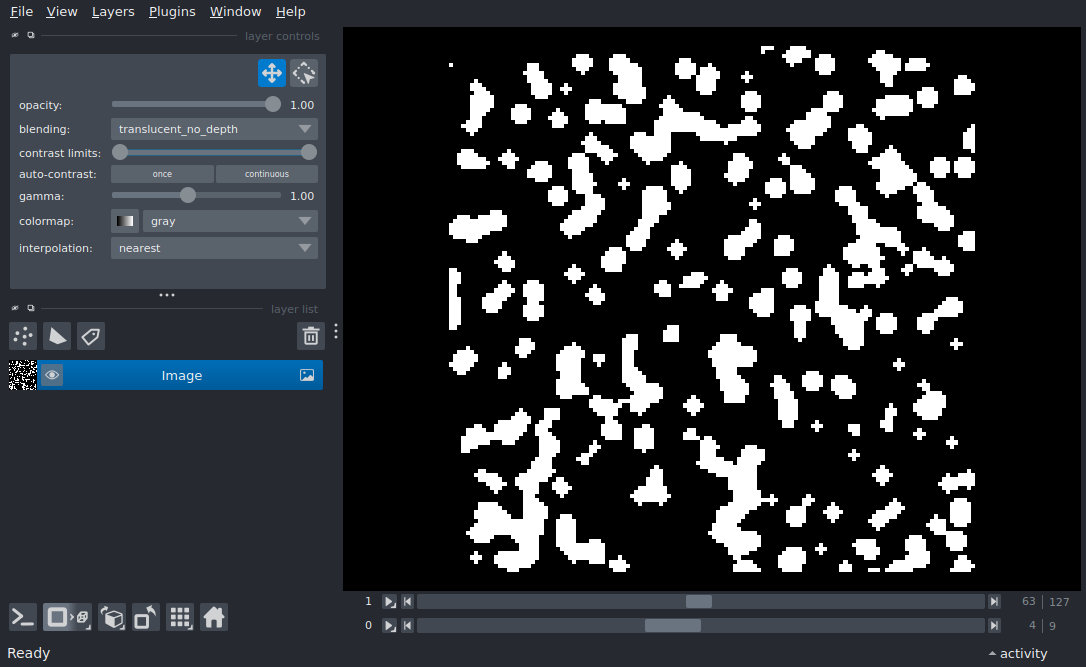 File View Layers Plugins Window Help
layer controls
opacity: 1.00
blending: translucent_no_depth
contrast limits:
auto-contrast: once continuous
gamma: 1.00
colormap: gray
interpolation: nearest
layer list
Image
1 63 127
0 4 9
Ready activity